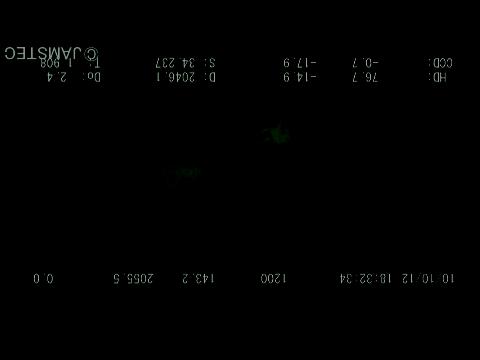 10/10/12 18:32:34 1200 143.2 2055.5 0.0
HD: 76.7 -14.9 D: 2046.1 Do: 2.4
CCD: -0.7 -17.9 S: 34.237 T: 1.908
©JAMSTEC